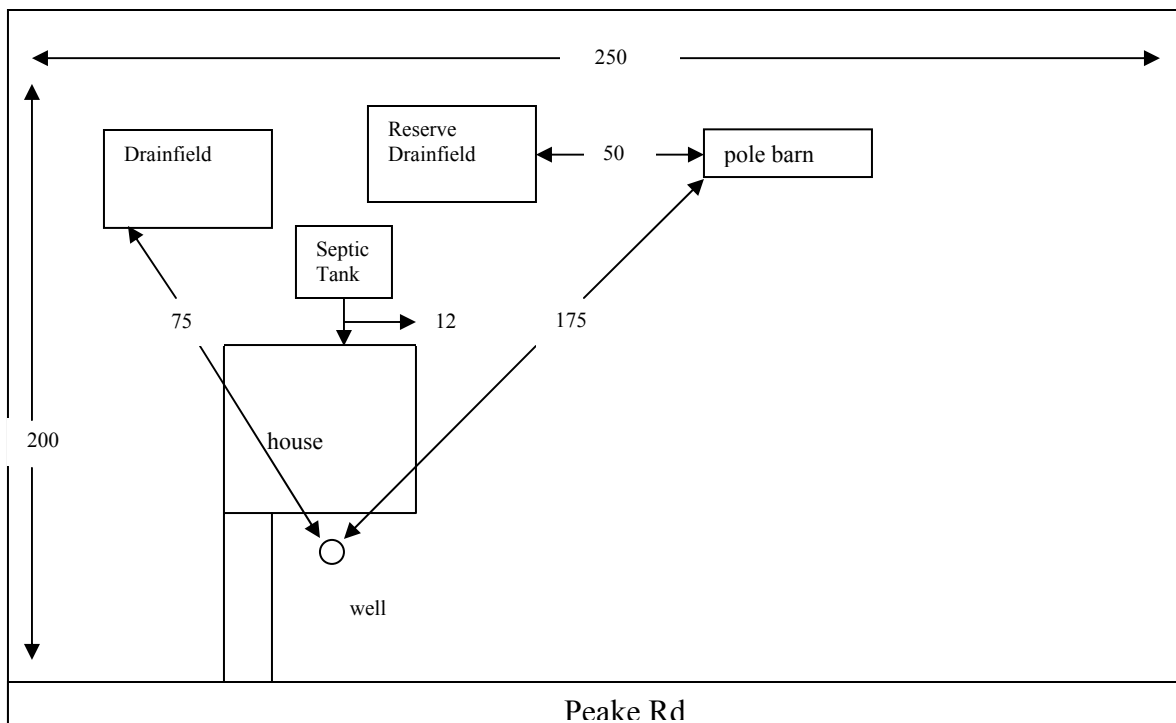 250
Drainfield
Reserve
Drainfield
50
pole barn
Septic
Tank
75
12
175
200
house
well
Peake Rd